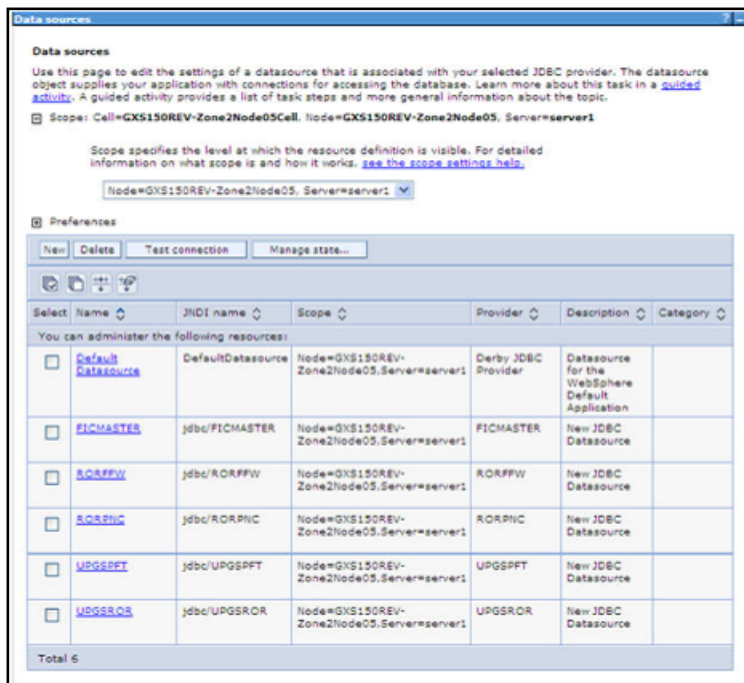 Data sources
?
Data sources
Use this page to edit the settings of a datasource that is associated with your selected JDBC provider. The datasource
object supplies your application with connections for accessing the database. Learn more about this task in a guided
activity. A guided activity provides a list of task steps and more general information about the topic.
Scope: Cell=GXS150REV-Zone2Node05Cell, Node=GXS150REV-Zone2Node05, Server=server1
Scope specifies the level at which the resource definition is visible. For detailed
information on what scope is and how it works, see the scope settings help.
Node=GXS150REV-Zone2Node05, Server=server1
Preferences
New Delete Test connection Manage state...
Select Name JNDI name Scope Provider Description Category
You can administer the following resources:
Default DefaultDatasource Node=GXS150REV- Derby JDBC Datasource
Datasource Zone2Node05,Server=server1 Provider for the
WebSphere
Default
Application
FICMASTER jdbc/FICMASTER Node=GXS150REV- FICMASTER New JDBC
Zone2Node05,Server=server1 Datasource
RORFFW jdbc/RORFFW Node=GXS150REV- RORFFW New JDBC
Zone2Node05,Server=server1 Datasource
RORPNC jdbc/RORPNC Node=GXS150REV- RORPNC New JDBC
Zone2Node05,Server=server1 Datasource
UPGSPFT jdbc/UPGSPFT Node=GXS150REV- UPGSPFT New JDBC
Zone2Node05,Server=server1 Datasource
UPGSROR jdbc/UPGSROR Node=GXS150REV- UPGSROR New JDBC
Zone2Node05,Server=server1 Datasource
Total 6